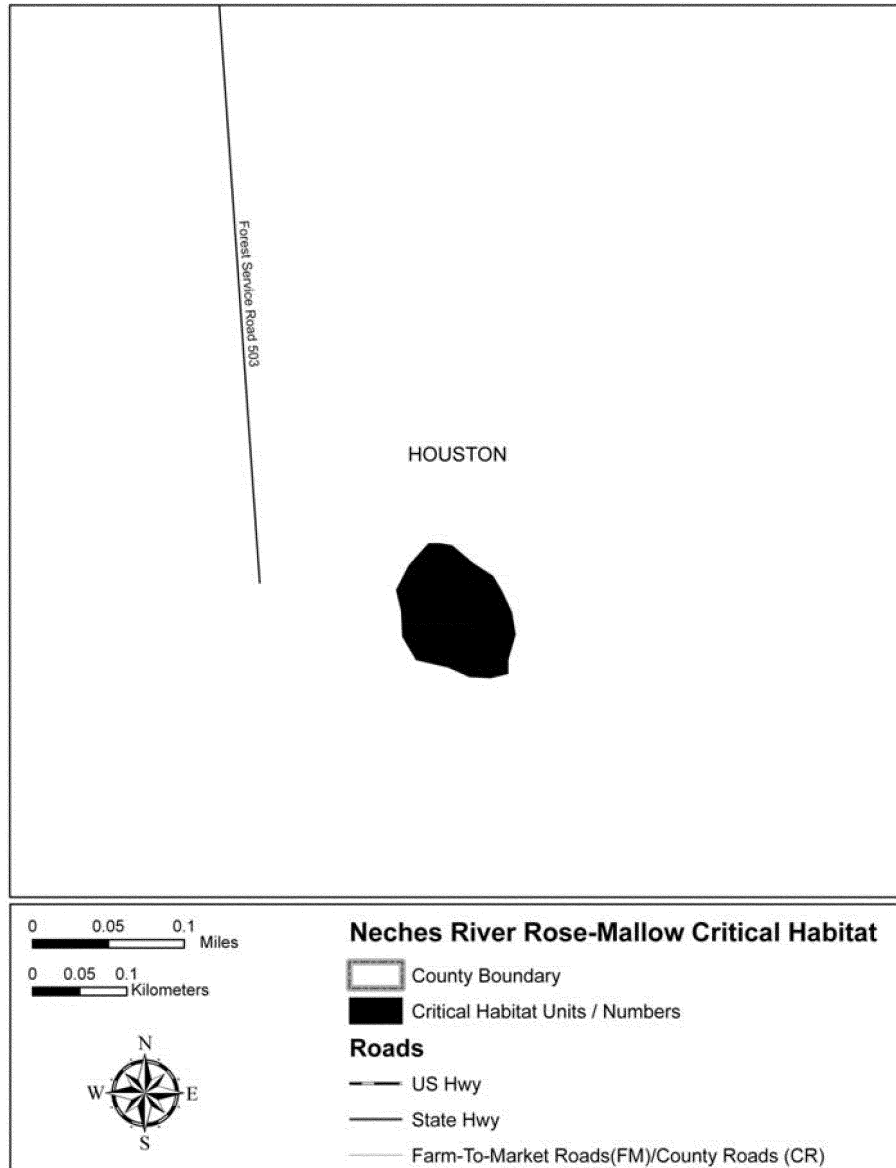 Forest Service Road 503
HOUSTON
0 0.05 0.1
Miles
0 0.05 0.1
Kilometers
N
W E
S
Neches River Rose-Mallow Critical Habitat
County Boundary
Critical Habitat Units / Numbers
Roads
US Hwy
State Hwy
Farm-To-Market Roads(FM)/County Roads (CR)